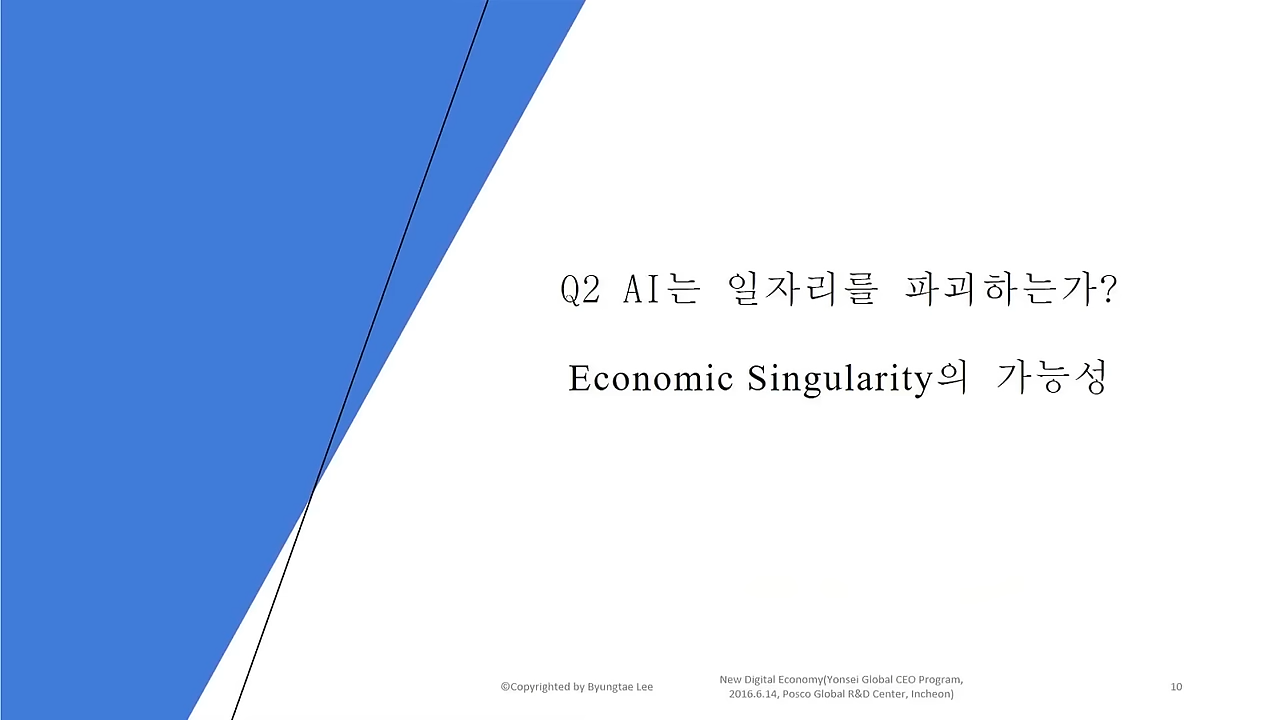 Q2 AI는 일자리를 파괴하는가?
Economic Singularity의 가능성
©Copyrighted by Byungtae Lee
New Digital Economy(Yonsei Global CEO Program,
2016.6.14, Posco Global R&D Center, Incheon)
10